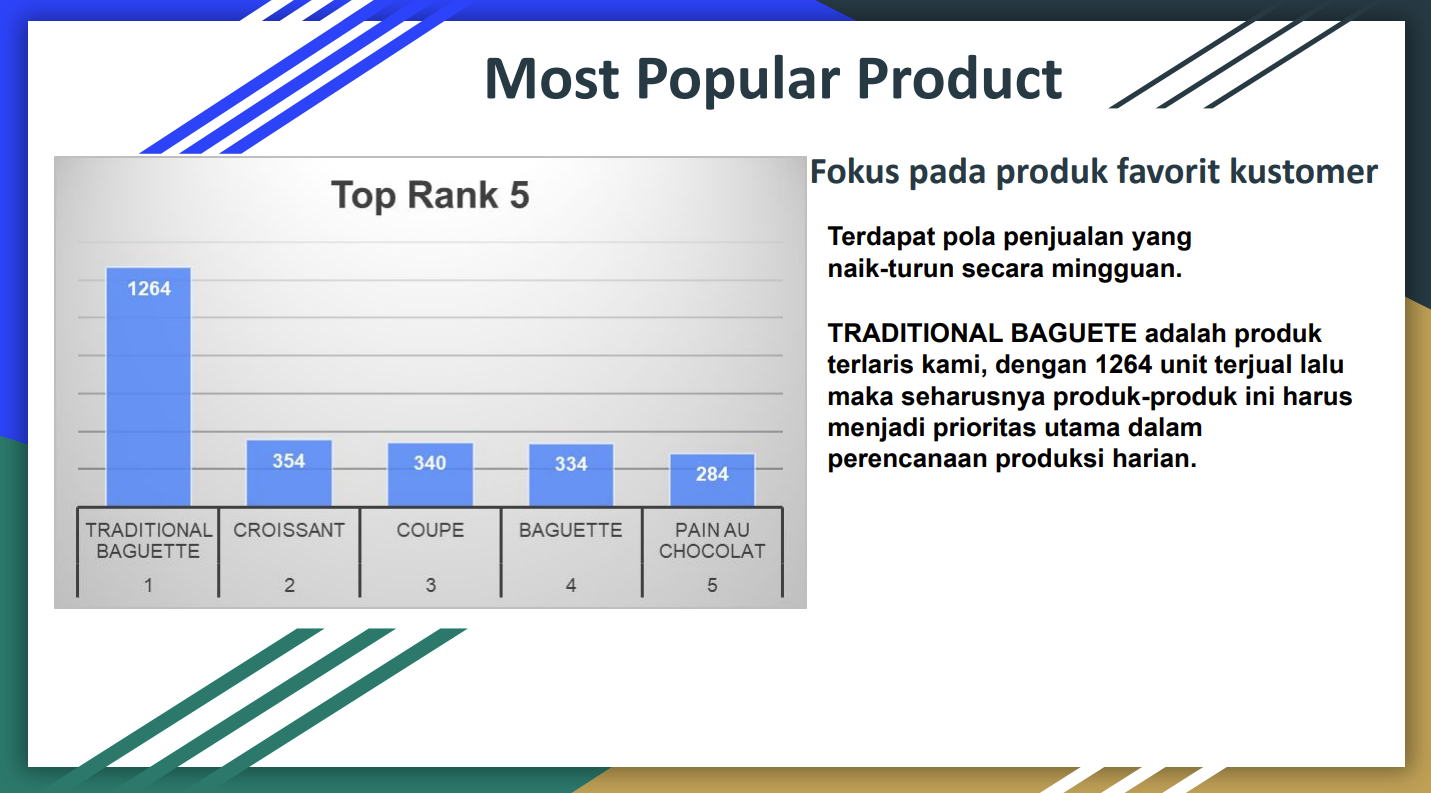 Most Popular Product
Top Rank 5
1264
354
340
334
284
TRADITIONAL
BAGUETTE
CROISSANT
COUPE
BAGUETTE
PAIN AU
CHOCOLAT
1
2
3
4
5
Fokus pada produk favorit kustomer
Terdapat pola penjualan yang
naik-turun secara mingguan.
TRADITIONAL BAGUETE adalah produk
terlaris kami, dengan 1264 unit terjual lalu
maka seharusnya produk-produk ini harus
menjadi prioritas utama dalam
perencanaan produksi harian.